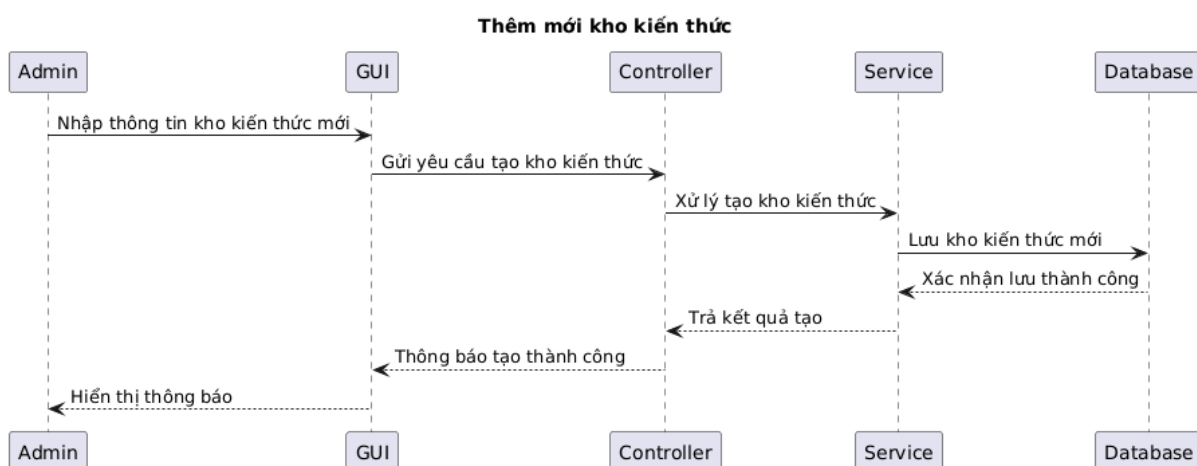 Thêm mới kho kiến thức
Admin GUI Controller Service Database
Nhập thông tin kho kiến thức mới
Gửi yêu cầu tạo kho kiến thức
Xử lý tạo kho kiến thức
Lưu kho kiến thức mới
Xác nhận lưu thành công
Trả kết quả tạo
Thông báo tạo thành công
Hiển thị thông báo
Admin GUI Controller Service Database